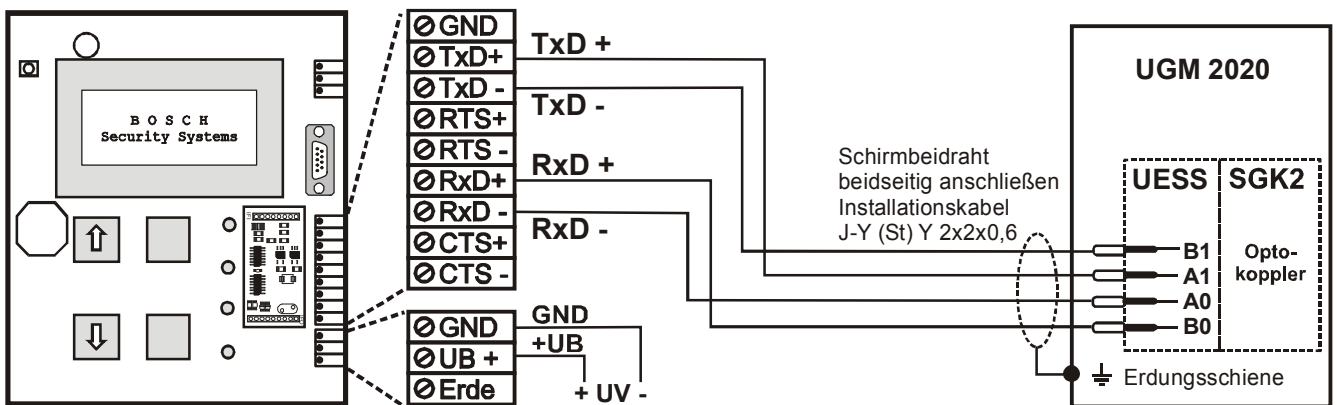 B O S C H
Security Systems
GND
TxD+
TxD -
RTS+
RTS -
RxD+
RxD -
CTS+
CTS -
GND
UB +
Erde
TxD +
TxD -
RxD +
RxD -
GND
+UB
+ UV -
Schirmbeidraht
beidseitig anschließen
Installationskabel
J-Y (St) Y 2x2x0,6
UGM 2020
UESS SGK2
B1
A1
A0
B0
Opto-
koppler
Erdungsschiene